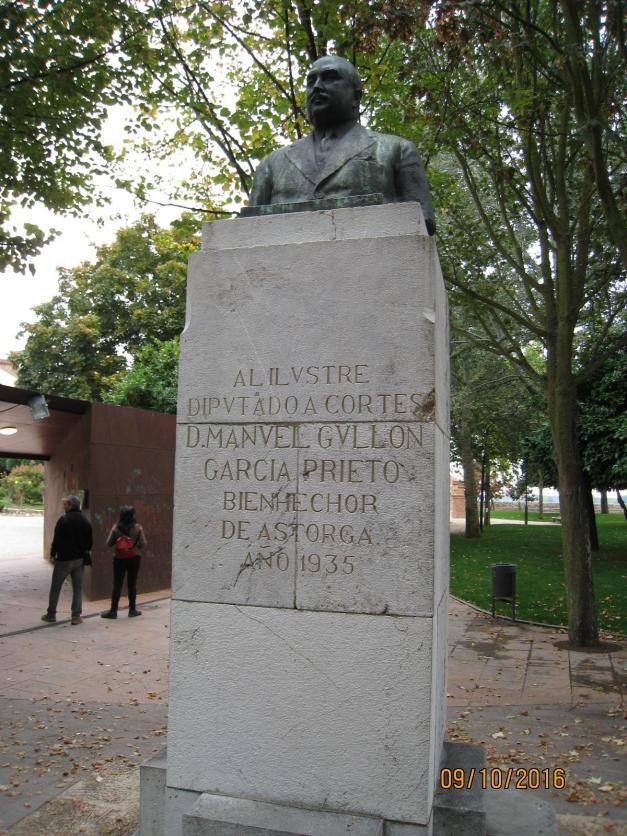 AL ILVSTRE
DIPVTADO A CORTES
D. MANVEL GVLLON
GARCIA PRIETO
BIENHECHOR
DE ASTORGA
AÑO 1935
09/10/2016